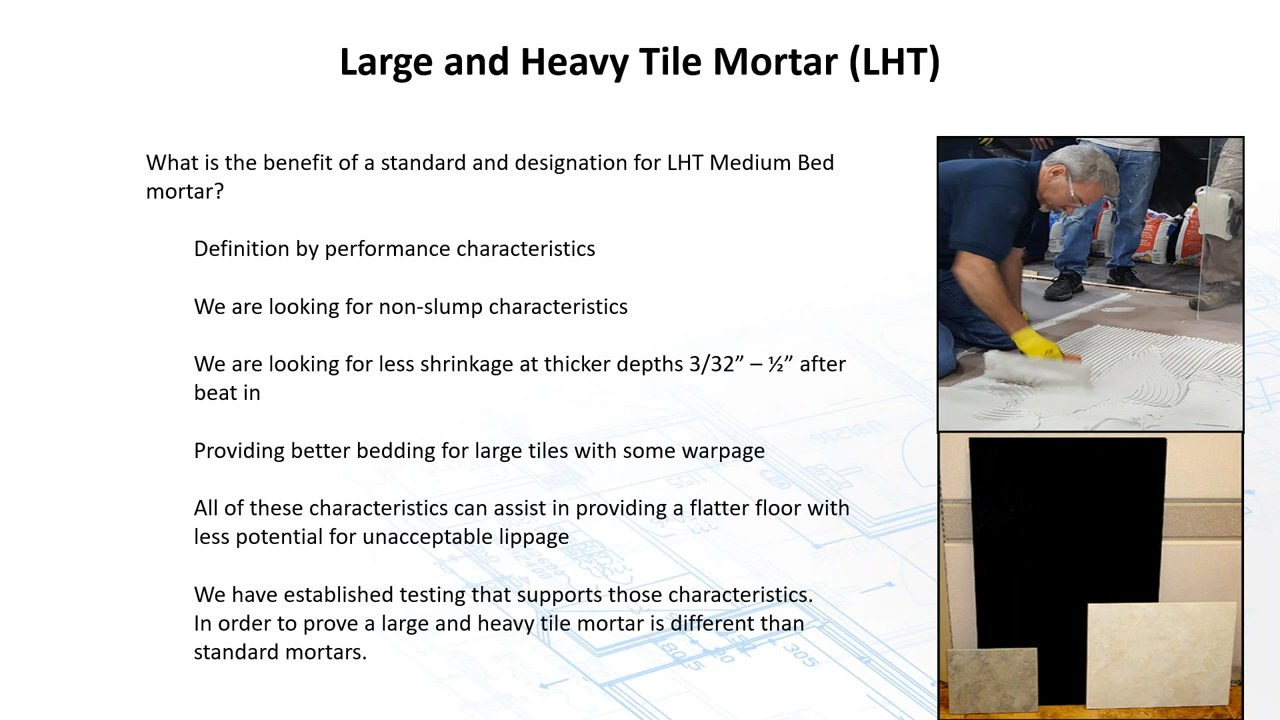 Large and Heavy Tile Mortar (LHT)
What is the benefit of a standard and designation for LHT Medium Bed
mortar?
Definition by performance characteristics
We are looking for non-slump characteristics
We are looking for less shrinkage at thicker depths 3/32” – ½” after
beat in
Providing better bedding for large tiles with some warpage
All of these characteristics can assist in providing a flatter floor with
less potential for unacceptable lippage
We have established testing that supports those characteristics.
In order to prove a large and heavy tile mortar is different than
standard mortars.
305